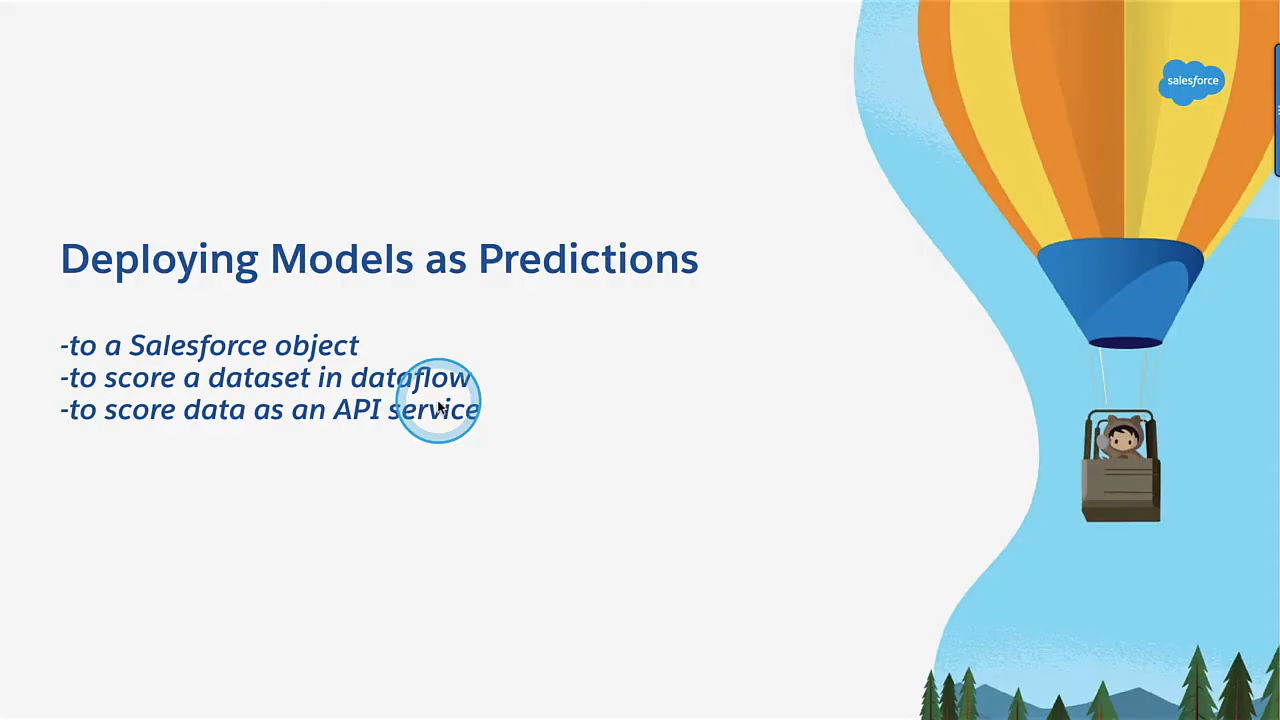 salesforce
Deploying Models as Predictions
-to a Salesforce object
-to score a dataset in dataflow
-to score data as an API service